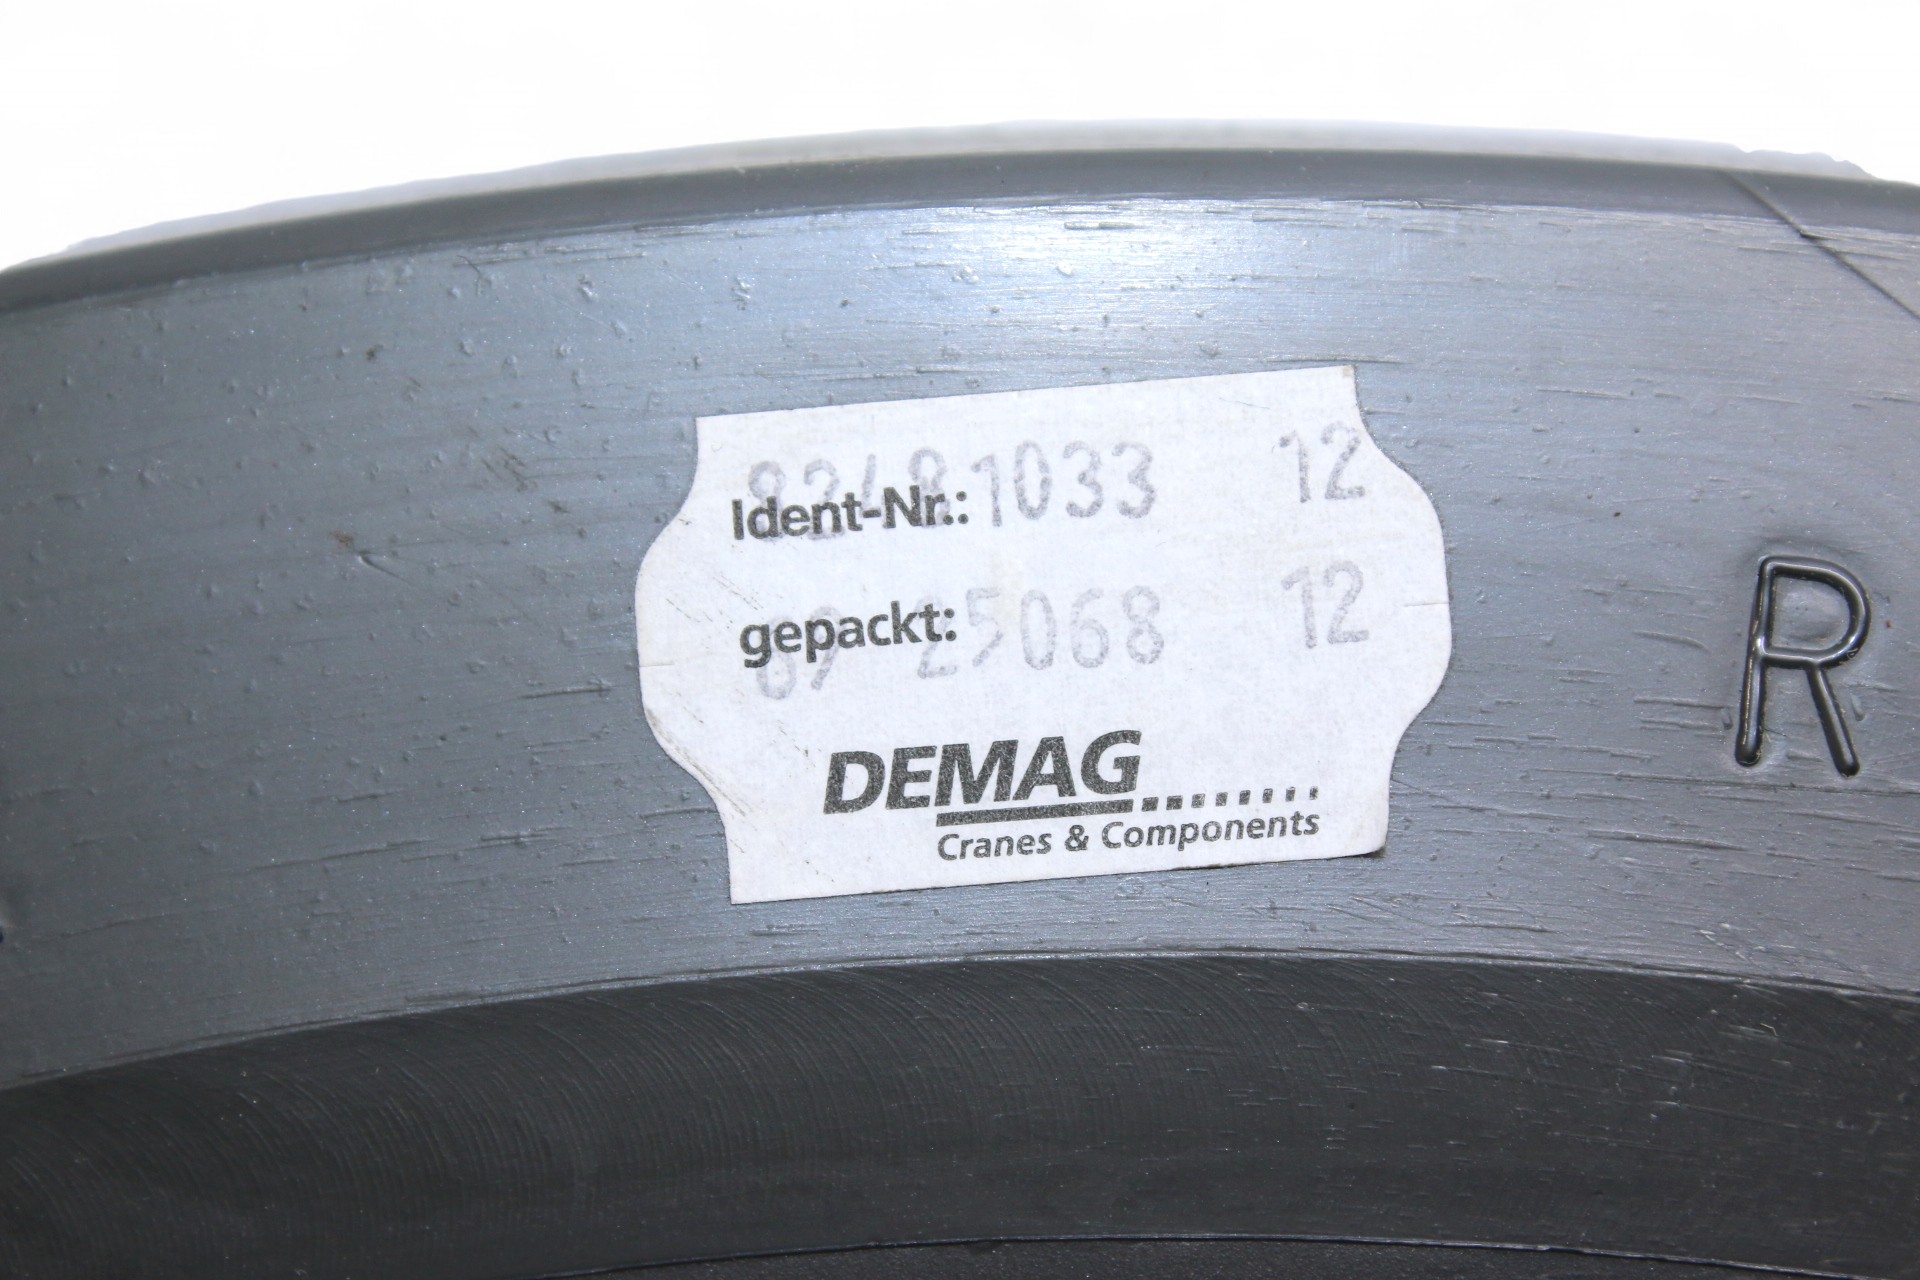 Ident-Nr.: 1033 12
gepackt: 25068 12
DEMAG
Cranes & Components
R